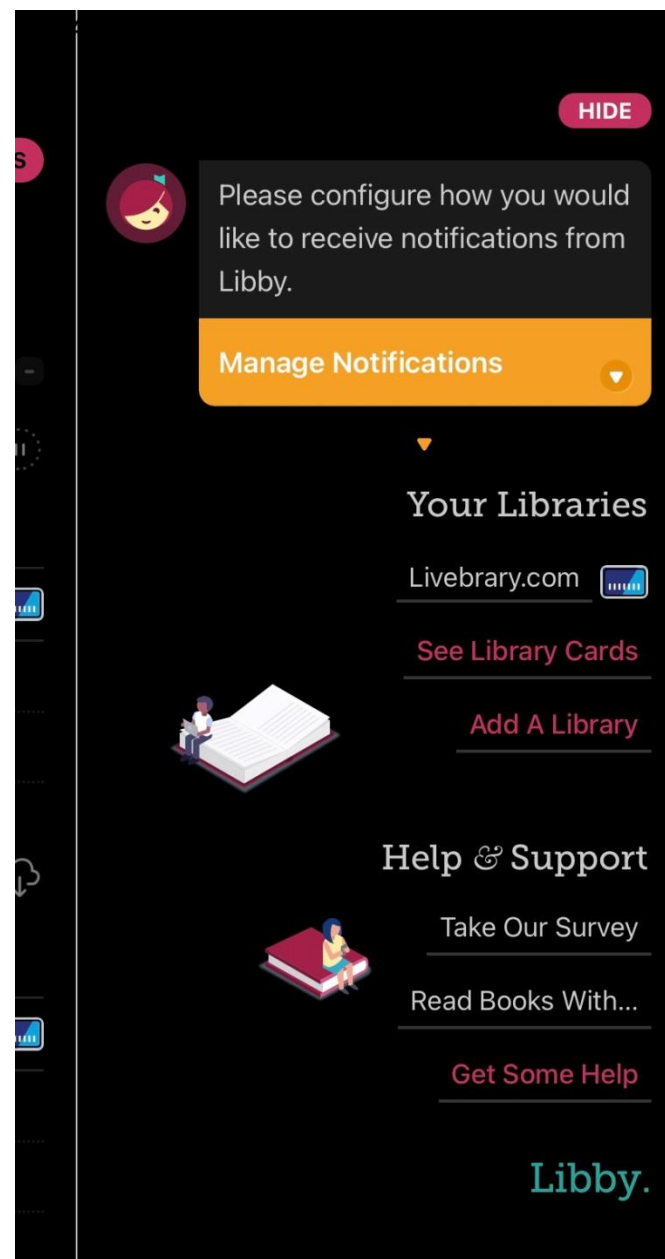 HIDE
S
Please configure how you would
like to receive notifications from
Libby.
Manage Notifications
Your Libraries
Livebrary.com
See Library Cards
Add A Library
Help & Support
Take Our Survey
Read Books With...
Get Some Help
Libby.